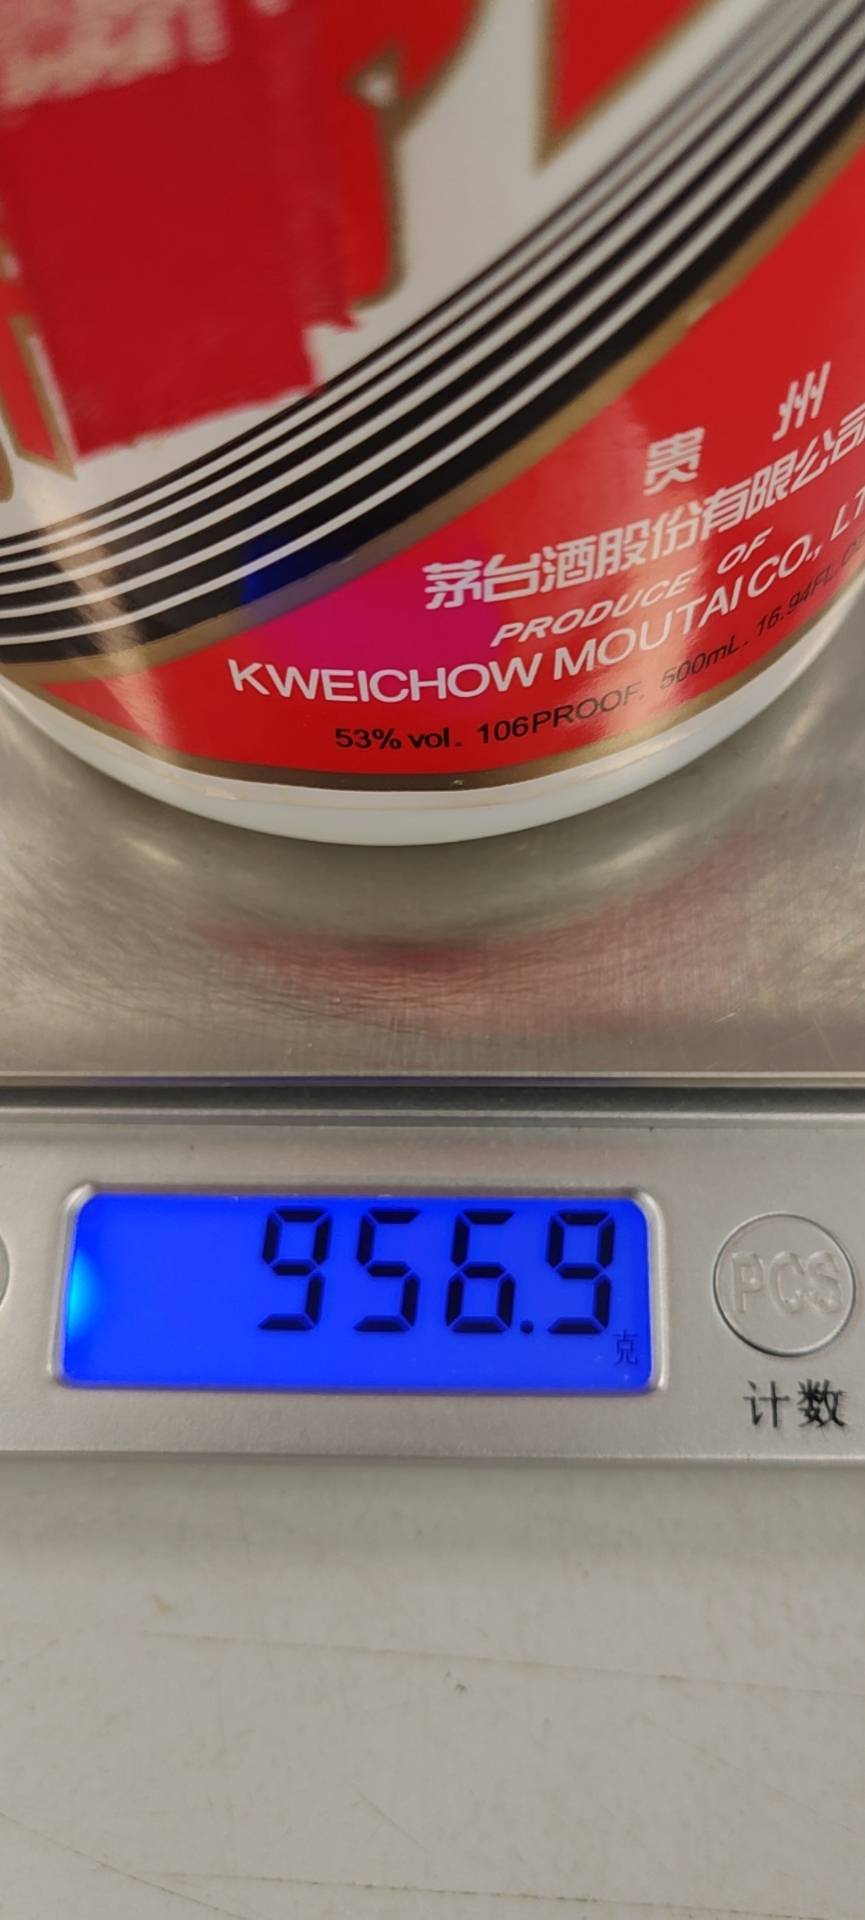 贵 州
茅台酒股份有限公司
PRODUCE OF
KWEICHOW MOUTAI CO., LT
53% vol. 106PROOF. 500mL. 16.94FL.
956.9
克
PCS
计数